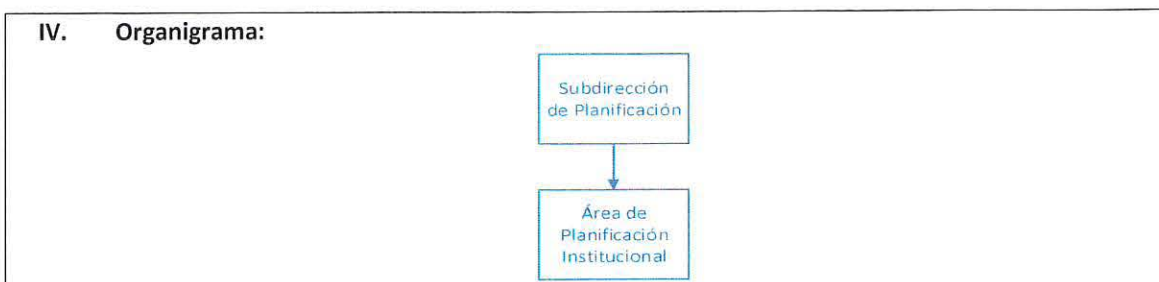 IV. Organigrama:
Subdirección
de Planificación
Área de
Planificación
Institucional